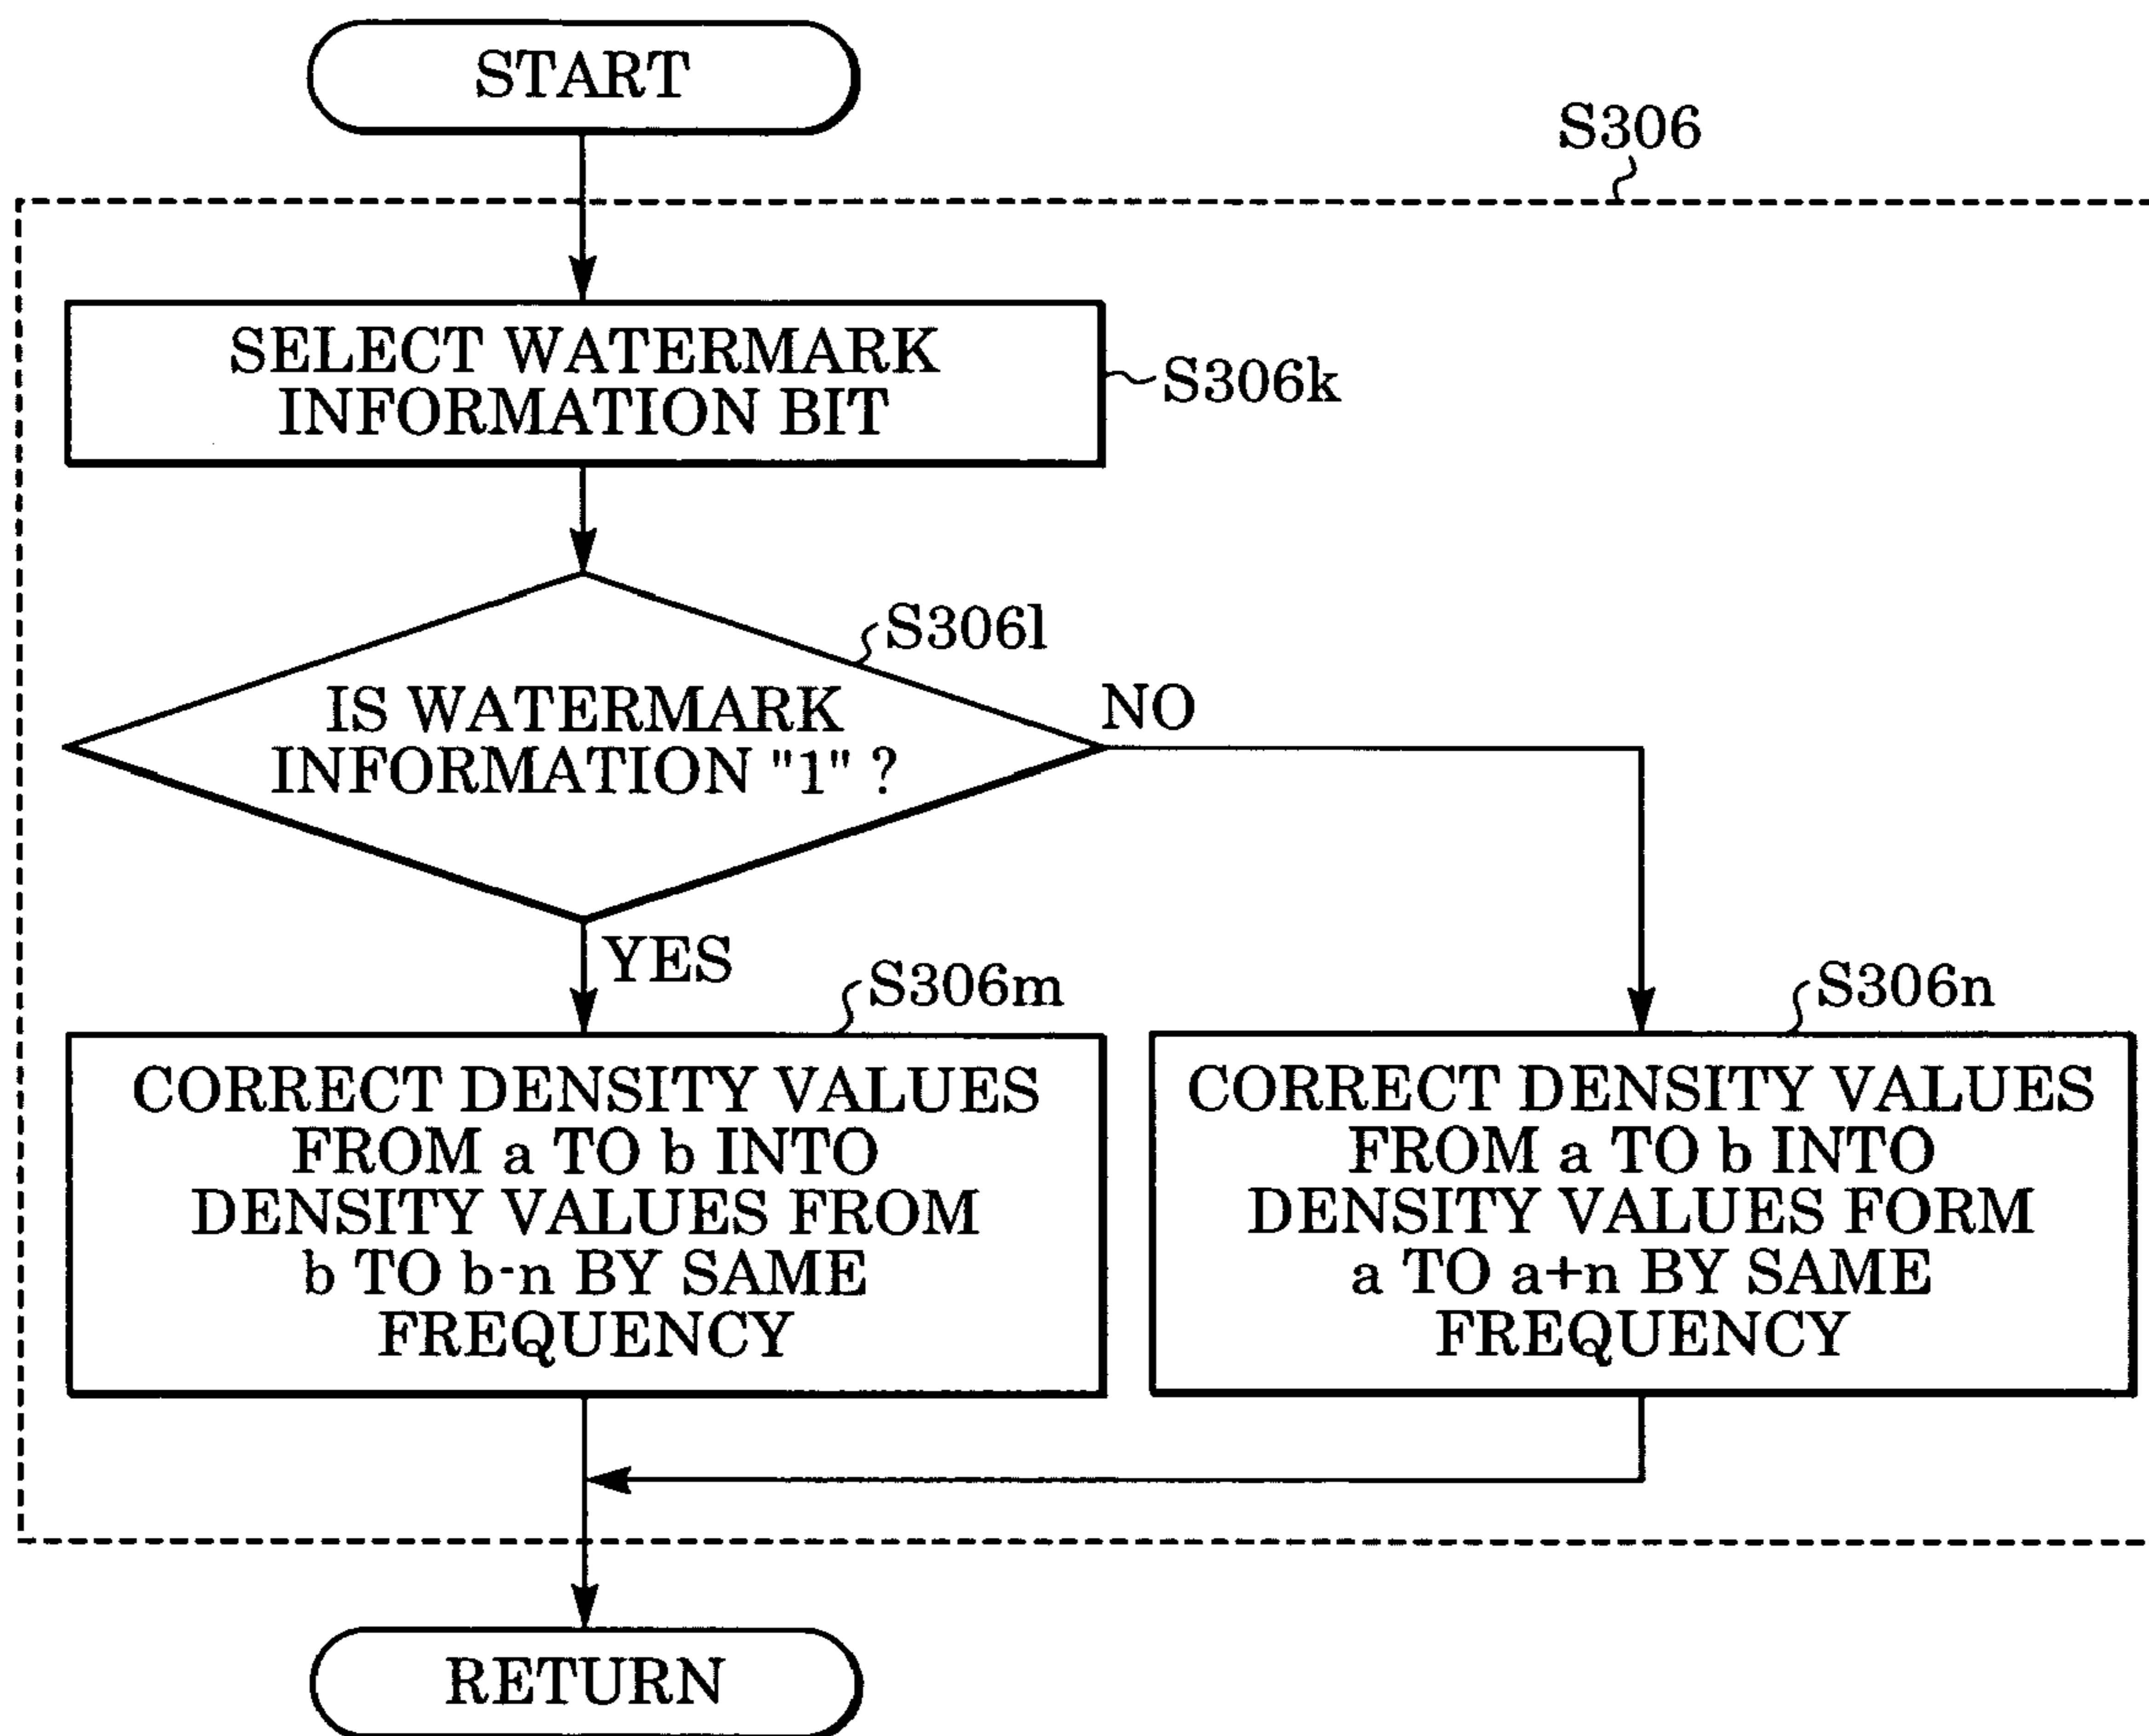 START
S306
SELECT WATERMARK
INFORMATION BIT
S306k
S306l
IS WATERMARK
INFORMATION "1" ?
NO
YES
S306m
CORRECT DENSITY VALUES
FROM a TO b INTO
DENSITY VALUES FROM
b TO b-n BY SAME
FREQUENCY
S306n
CORRECT DENSITY VALUES
FROM a TO b INTO
DENSITY VALUES FORM
a TO a+n BY SAME
FREQUENCY
RETURN